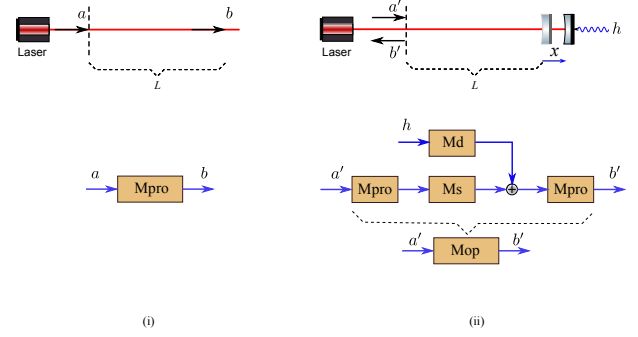 a b
Laser
L
a Mpro b
(i)
a′
b′
Laser
x
h
L
h Md
a′ Mpro Ms ⊕ Mpro b′
a′ Mop b′
(ii)